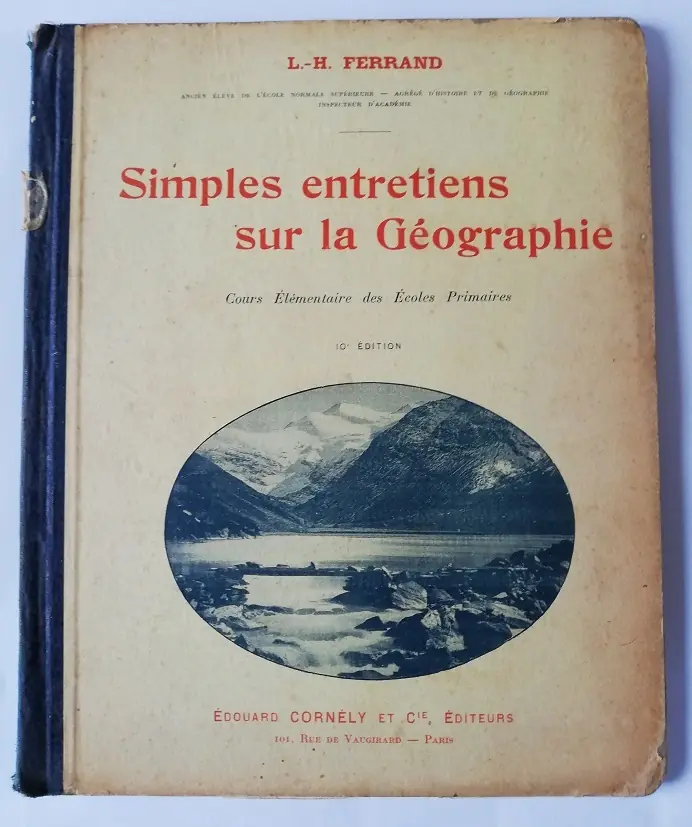 L.-H. FERRAND
ANCIEN ÉLÈVE DE L'ÉCOLE NORMALE SUPÉRIEURE — AGRÉGÉ D'HISTOIRE ET DE GÉOGRAPHIE
INSPECTEUR D'ACADÉMIE
Simples entretiens
sur la Géographie
Cours Élémentaire des Écoles Primaires
10e ÉDITION
ÉDOUARD CORNÉLY ET CIE, ÉDITEURS
101, RUE DE VAUGIRARD — PARIS